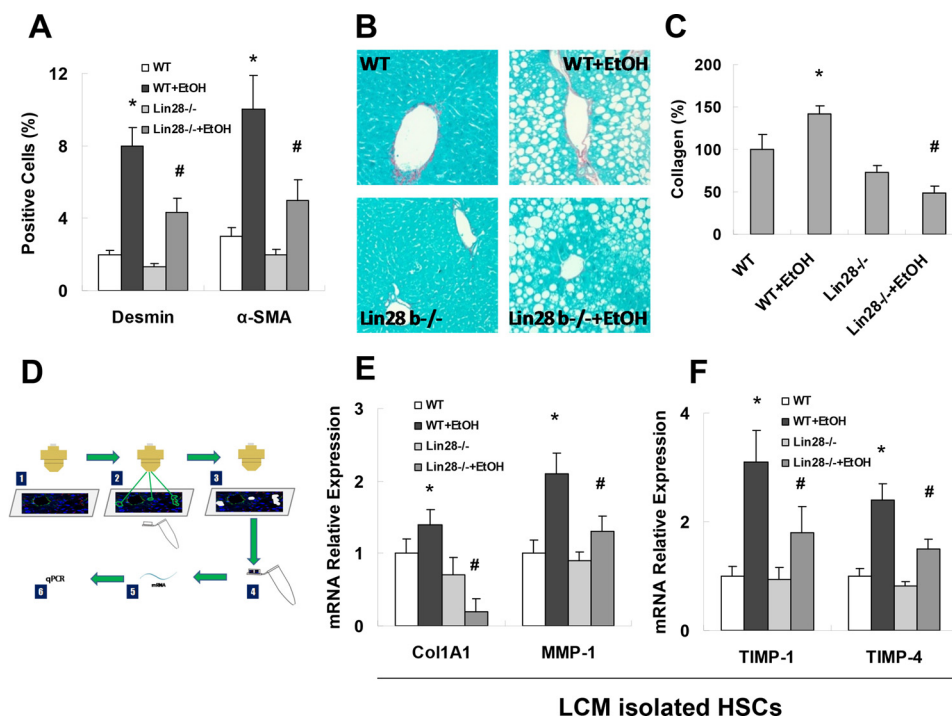 A
Positive Cells (%)
12
8
4
0
WT
WT+EtOH
Lin28-/-
Lin28-/-+EtOH
*
*
#
#
Desmin
α-SMA
B
WT
WT+EtOH
Lin28 b-/-
Lin28 b-/-+EtOH
C
Collagen (%)
200
150
100
50
0
*
#
WT
WT+EtOH
Lin28-/-
Lin28-/-+EtOH
D
1
2
3
4
5
6
mRNA
qPCR
E
mRNA Relative Expression
3
2
1
0
WT
WT+EtOH
Lin28-/-
Lin28-/-+EtOH
*
#
*
#
Col1A1
MMP-1
F
mRNA Relative Expression
4
2
0
WT
WT+EtOH
Lin28-/-
Lin28-/-+EtOH
*
#
*
#
TIMP-1
TIMP-4
LCM isolated HSCs